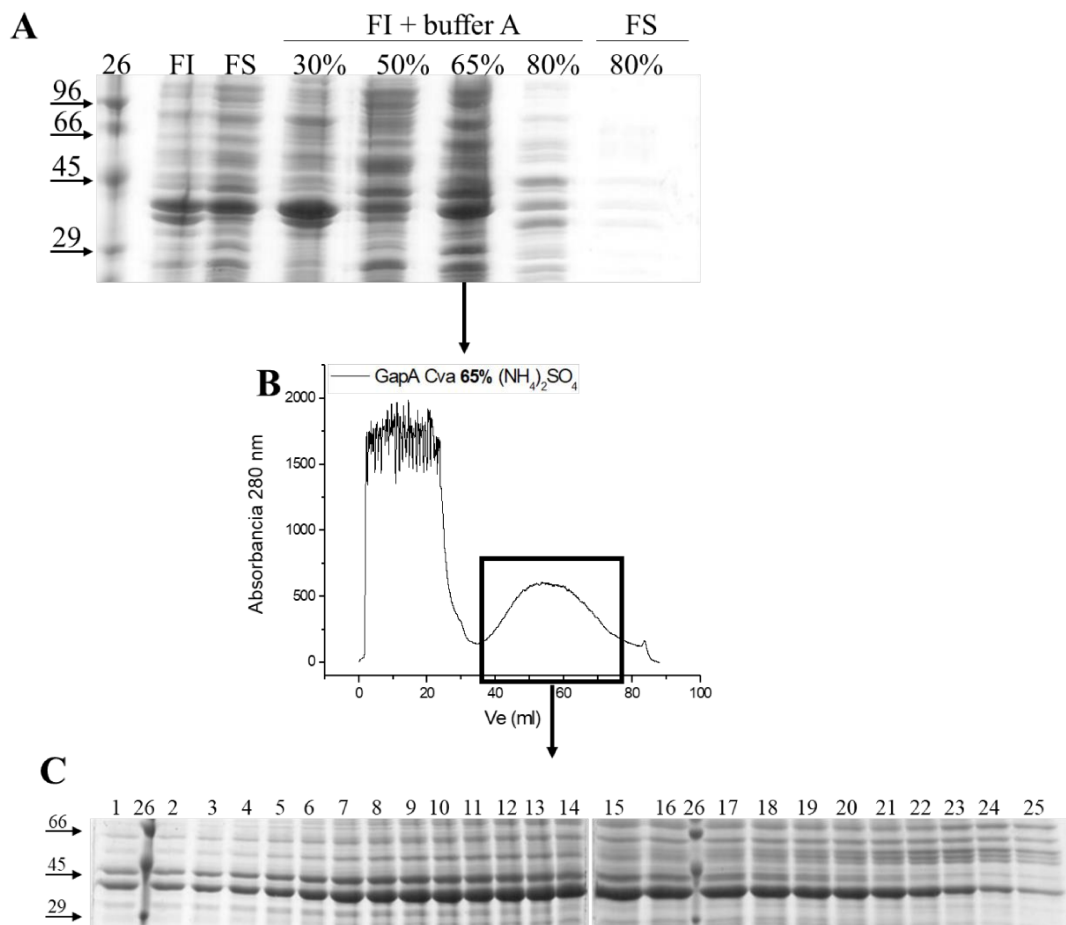 A
FI + buffer A FS
26 FI FS 30% 50% 65% 80% 80%
96
66
45
29
B
GapA Cva 65% (NH4)2SO4
2000
1500
1000
500
0
Absorbancia 280 nm
0 20 40 60 80 100
Ve (ml)
C
1 26 2 3 4 5 6 7 8 9 10 11 12 13 14 15 16 26 17 18 19 20 21 22 23 24 25
66
45
29